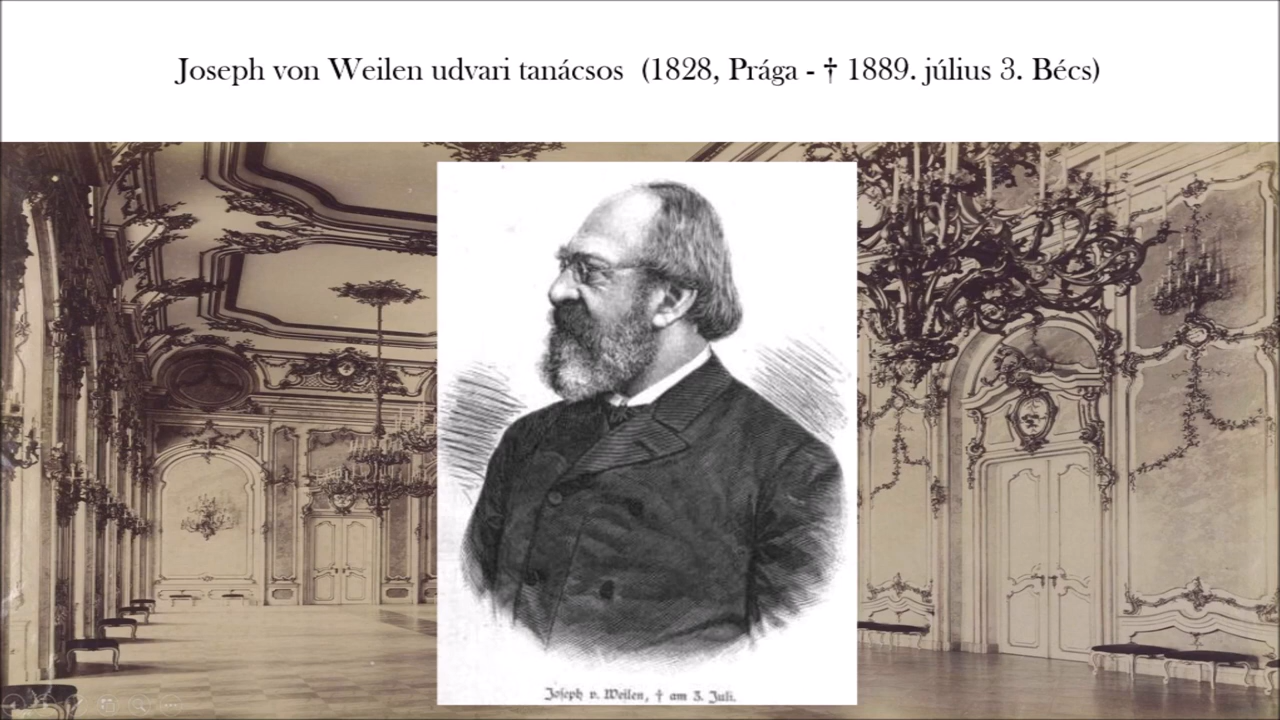 Joseph von Weilen udvari tanácsos (1828, Prága - † 1889. július 3. Bécs)
Joseph v. Weilen, † am 3. Juli.